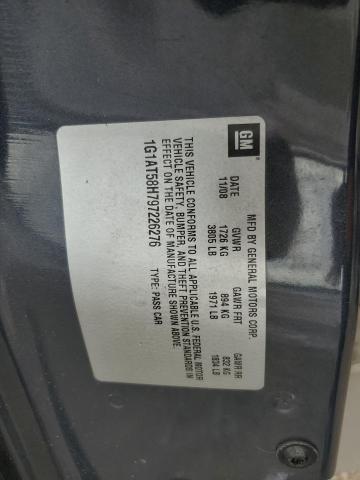 GM
MFD BY GENERAL MOTORS CORP.
DATE GVWR GAWR FRT GAWR RR
11/08 1726 KG 894 KG 832 KG
3805 LB 1971 LB 1834 LB
THIS VEHICLE CONFORMS TO ALL APPLICABLE U.S. FEDERAL MOTOR
VEHICLE SAFETY, BUMPER, AND THEFT PREVENTION STANDARDS IN
EFFECT ON THE DATE OF MANUFACTURE SHOWN ABOVE.
1G1AT58H797226276 TYPE: PASS CAR